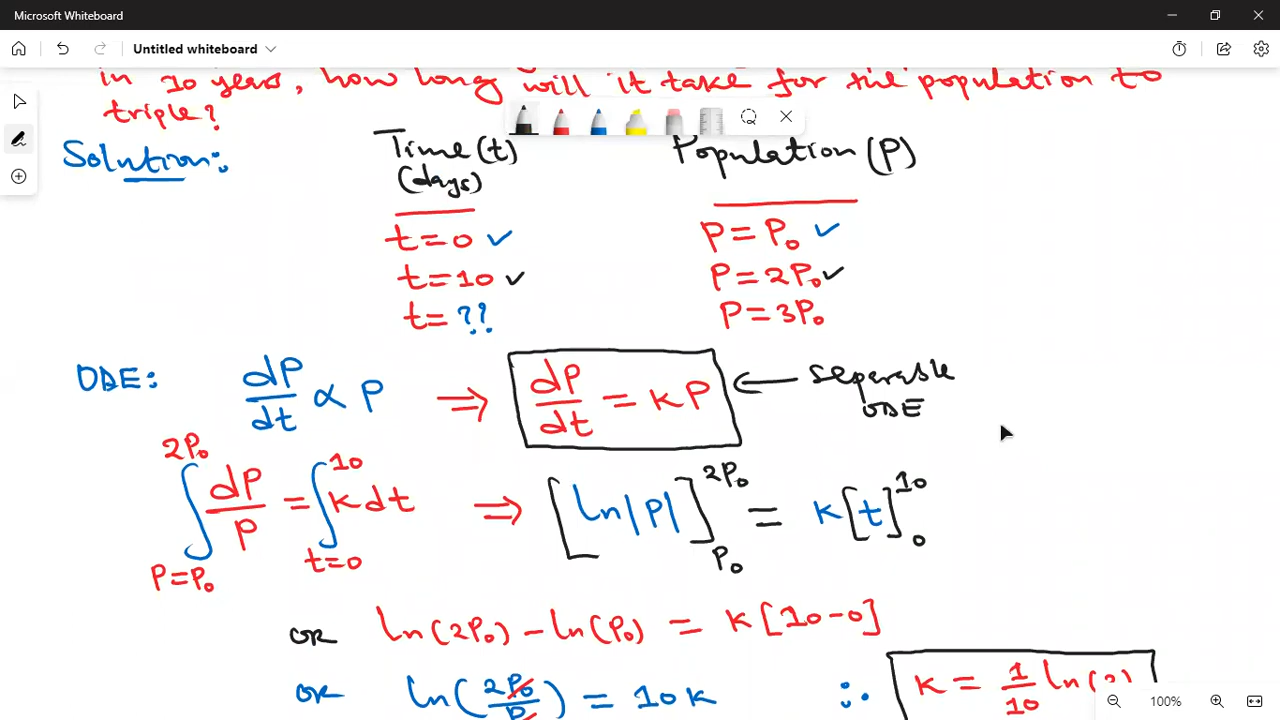 Microsoft Whiteboard
Untitled whiteboard
in 10 years, how long will it take for the population to
triple?
Solution:
Time (t) Population (P)
(days)
t = 0 ✓ P = P₀ ✓
t = 10 ✓ P = 2P₀ ✓
t = ?? P = 3P₀
ODE: dP/dt ∝ P ⇒ dP/dt = KP ← separable ODE
∫_{P=P₀}^{2P₀} dP/P = ∫_{t=0}^{10} K dt ⇒ [ln|P|]_{P₀}^{2P₀} = K[t]_0^{10}
or ln(2P₀) - ln(P₀) = K[10-0]
or ln(2P₀/P₀) = 10K ∴ K = 1/10 ln(2)
100%